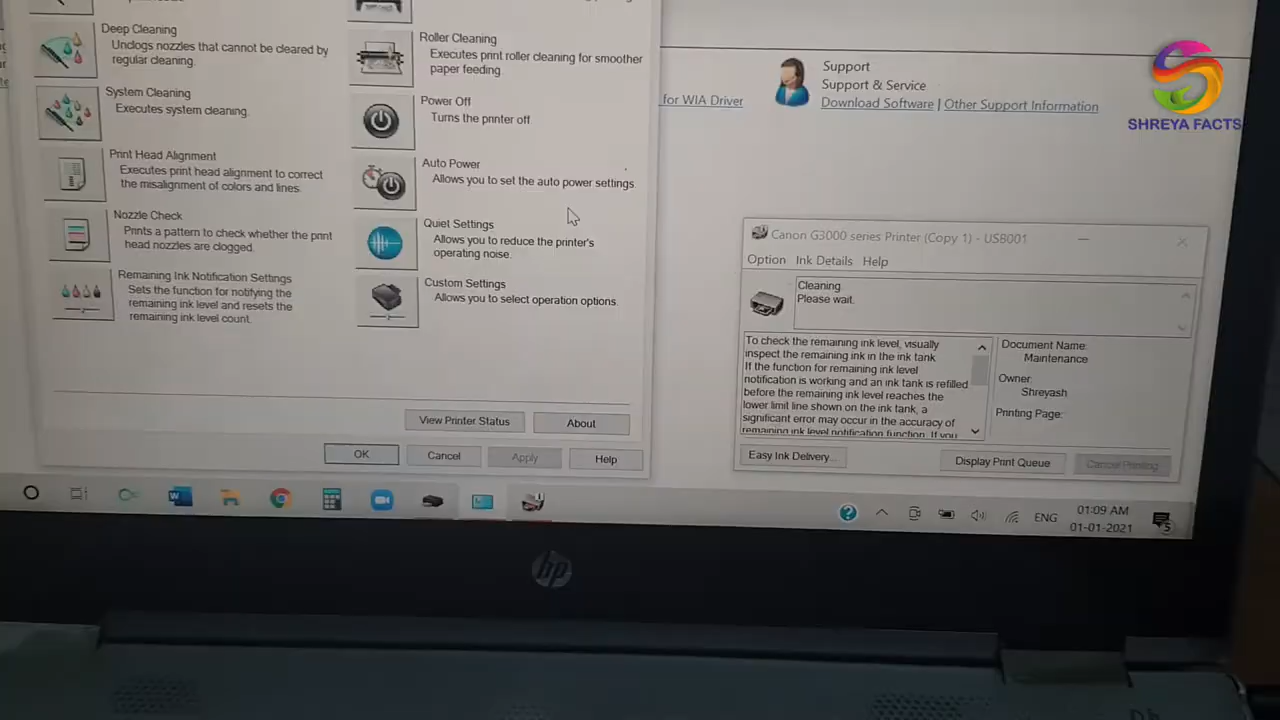 Deep Cleaning
Unclogs nozzles that cannot be cleared by
regular cleaning.
System Cleaning
Executes system cleaning.
Print Head Alignment
Executes print head alignment to correct
the misalignment of colors and lines.
Nozzle Check
Prints a pattern to check whether the print
head nozzles are clogged.
Remaining Ink Notification Settings
Sets the function for notifying the
remaining ink level and resets the
remaining ink level count.
Roller Cleaning
Executes print roller cleaning for smoother
paper feeding
Power Off
Turns the printer off
Auto Power
Allows you to set the auto power settings.
Quiet Settings
Allows you to reduce the printer's
operating noise.
Custom Settings
Allows you to select operation options.
View Printer Status
About
OK
Cancel
Apply
Help
for WIA Driver
Support
Support & Service
Download Software | Other Support Information
SHREYA FACTS
Canon G3000 series Printer (Copy 1) - USB001
Option Ink Details Help
Cleaning.
Please wait.
To check the remaining ink level, visually
inspect the remaining ink in the ink tank
If the function for remaining ink level
notification is working and an ink tank is refilled
before the remaining ink level reaches the
lower limit line shown on the ink tank, a
significant error may occur in the accuracy of
remaining ink level notification function. If you
Document Name:
Maintenance
Owner:
Shreyash
Printing Page:
Easy Ink Delivery...
Display Print Queue
Cancel Printing
ENG
01:09 AM
01-01-2021
5
hp